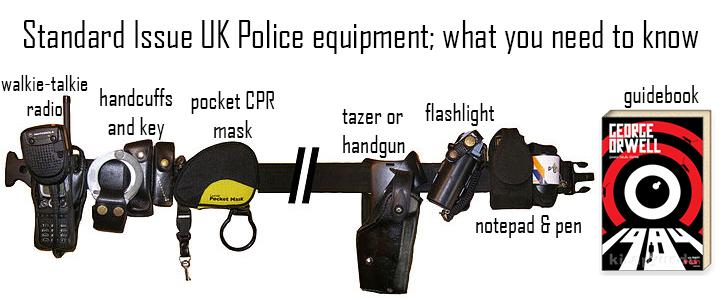 Standard Issue UK Police equipment; what you need to know
walkie-talkie
radio
handcuffs
and key
pocket CPR
mask
tazer or
handgun
flashlight
notepad & pen
guidebook
MOTOROLA
Pocket Mask
GEORGE
ORWELL
1984